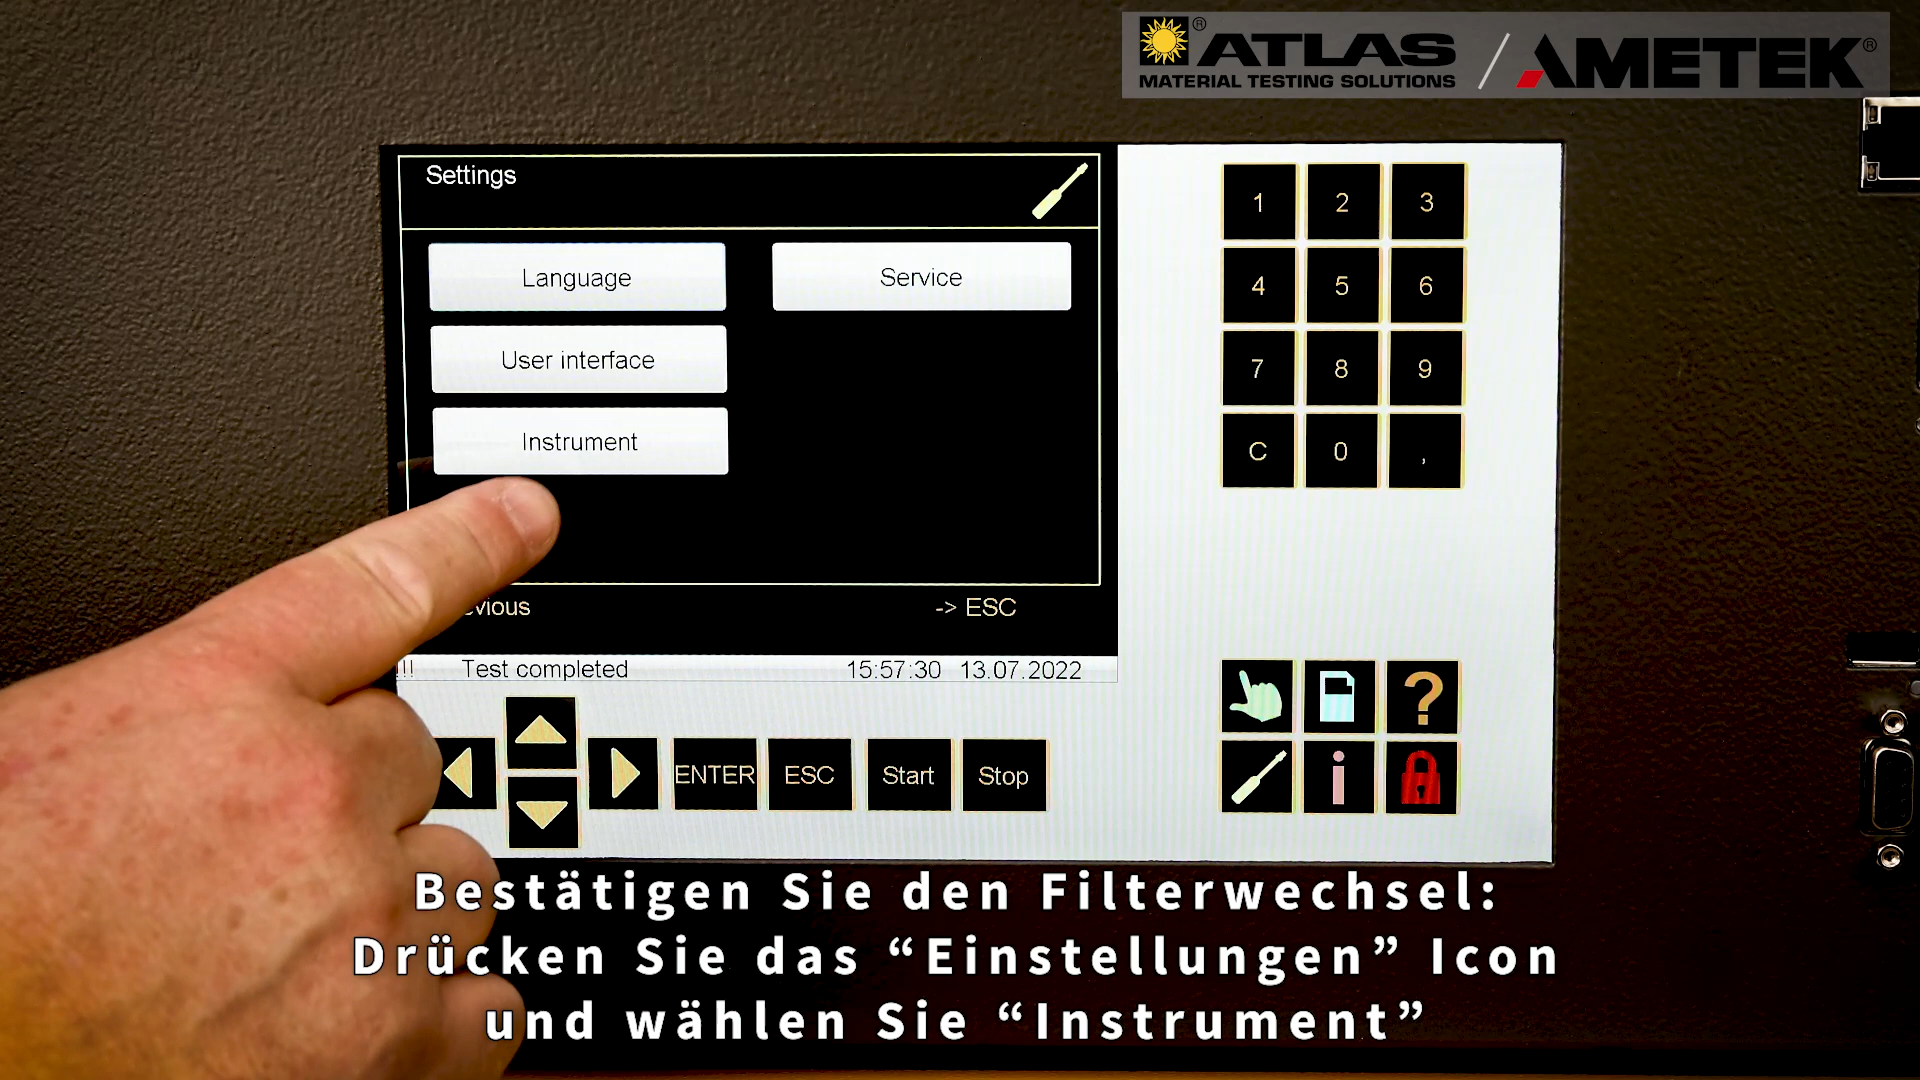 ATLAS® / AMETEK®
MATERIAL TESTING SOLUTIONS
Settings
Language
Service
User interface
Instrument
-> ESC
!!! Test completed 15:57:30 13.07.2022
1 2 3
4 5 6
7 8 9
C 0 ,
ENTER ESC Start Stop
?
i
Bestätigen Sie den Filterwechsel:
Drücken Sie das “Einstellungen” Icon
und wählen Sie “Instrument”